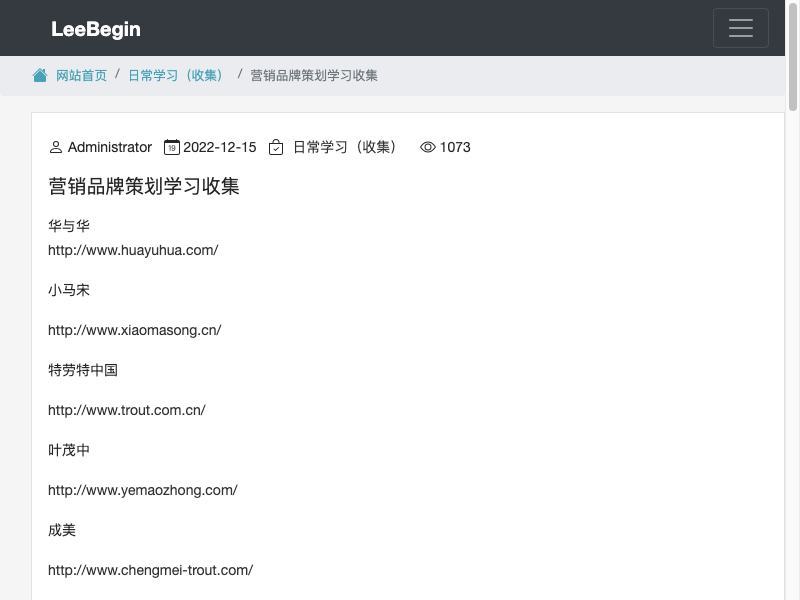 LeeBegin
网站首页 / 日常学习（收集） / 营销品牌策划学习收集
Administrator 19 2022-12-15 日常学习（收集） 1073
营销品牌策划学习收集
华与华
http://www.huayuhua.com/
小马宋
http://www.xiaomasong.cn/
特劳特中国
http://www.trout.com.cn/
叶茂中
http://www.yemaozhong.com/
成美
http://www.chengmei-trout.com/